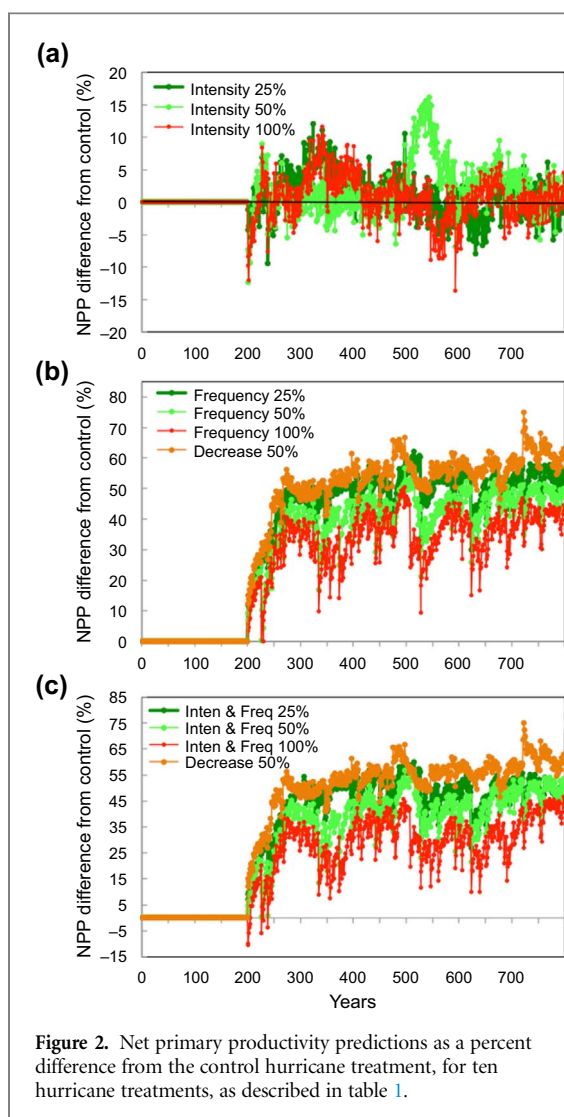 (a)
NPP difference from control (%)
20
15
10
5
0
−5
−10
−15
−20
Intensity 25%
Intensity 50%
Intensity 100%
0 100 200 300 400 500 600 700
(b)
NPP difference from control (%)
80
70
60
50
40
30
20
10
0
Frequency 25%
Frequency 50%
Frequency 100%
Decrease 50%
0 100 200 300 400 500 600 700
(c)
NPP difference from control (%)
85
75
65
55
45
35
25
15
5
−5
−15
Inten & Freq 25%
Inten & Freq 50%
Inten & Freq 100%
Decrease 50%
0 100 200 300 400 500 600 700
Years
Figure 2. Net primary productivity predictions as a percent
difference from the control hurricane treatment, for ten
hurricane treatments, as described in table 1.